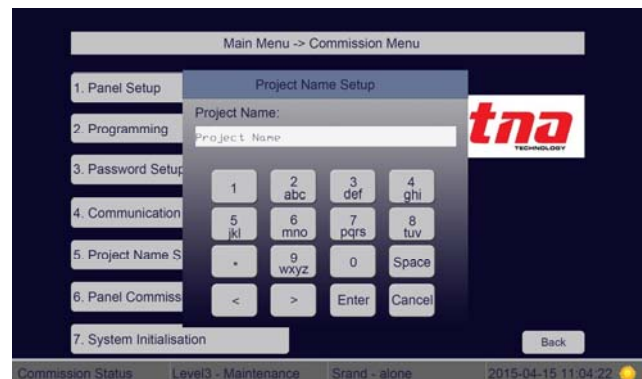 Main Menu -> Commission Menu
1. Panel Setup
Project Name Setup
Project Name:
Project Name
2. Programming
tna
TECHNOLOGY
3. Password Setup
1
2 abc
3 def
4 ghi
4. Communication
5 jkl
6 mno
7 pqrs
8 tuv
5. Project Name S
.
9 wxyz
0
Space
6. Panel Commiss
<
>
Enter
Cancel
7. System Initialisation
Back
Commission Status Level3 - Maintenance Srand - alone 2015-04-15 11:04:22